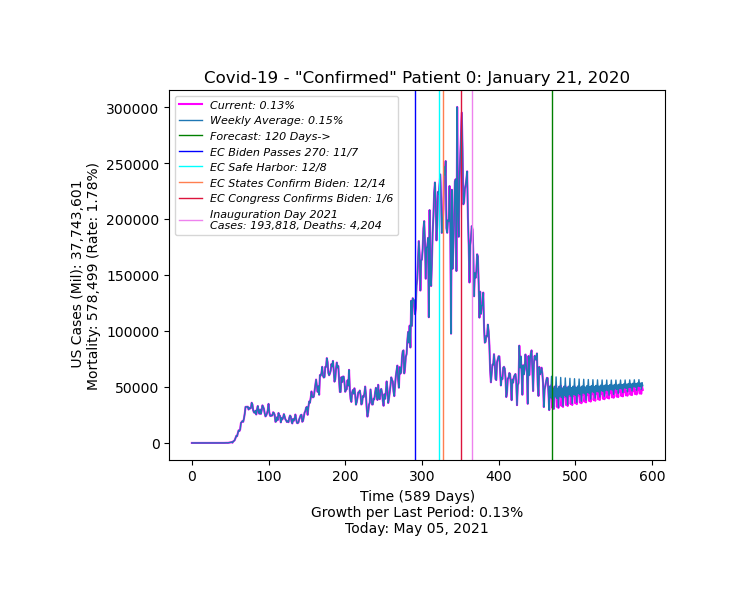 Covid-19 - "Confirmed" Patient 0: January 21, 2020
Current: 0.13%
Weekly Average: 0.15%
Forecast: 120 Days->
EC Biden Passes 270: 11/7
EC Safe Harbor: 12/8
EC States Confirm Biden: 12/14
EC Congress Confirms Biden: 1/6
Inauguration Day 2021
Cases: 193,818, Deaths: 4,204
US Cases (Mil): 37,743,601
Mortality: 578,499 (Rate: 1.78%)
300000
250000
200000
150000
100000
50000
0
0 100 200 300 400 500 600
Time (589 Days)
Growth per Last Period: 0.13%
Today: May 05, 2021